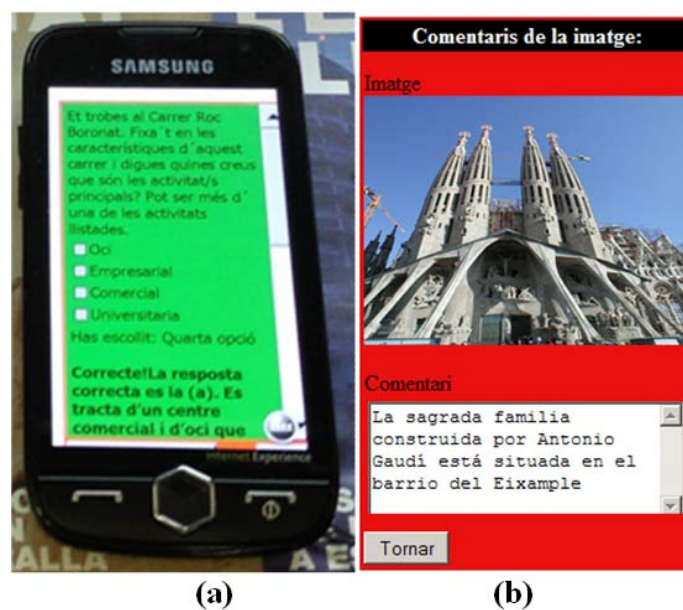 SAMSUNG
Et trobes al Carrer Roc
Boronat. Fixa´t en les
característiques d´aquest
carrer i digues quines creus
que són les activitat/s
principals? Pot ser més d´
una de les activitats
llistades.
Oci
Empresarial
Comercial
Universitaria
Has escollit: Quarta opció
Correcte!La resposta
correcta es la (a). Es
tracta d'un centre
comercial i d'oci que
Internet Experience
ALLA
A ES
(a)
Comentaris de la imatge:
Imatge
Comentari
La sagrada familia
construida por Antonio
Gaudí está situada en el
barrio del Eixample
Tornar
(b)